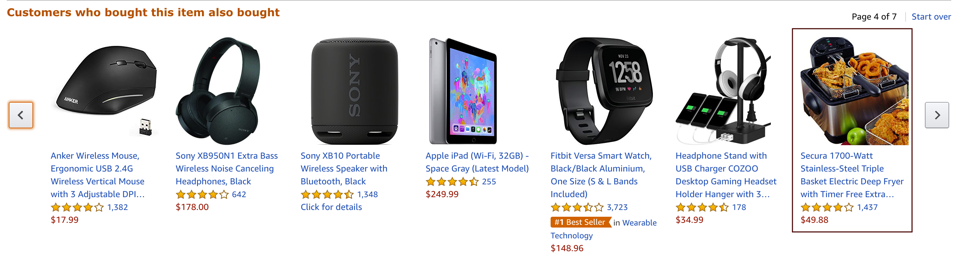 Customers who bought this item also bought
Page 4 of 7
Start over
ANKER
SONY
12:58
Anker Wireless Mouse,
Ergonomic USB 2.4G
Wireless Vertical Mouse
with 3 Adjustable DPI...
1,382
$17.99
Sony XB950N1 Extra Bass
Wireless Noise Canceling
Headphones, Black
642
$178.00
Sony XB10 Portable
Wireless Speaker with
Bluetooth, Black
1,348
Click for details
Apple iPad (Wi-Fi, 32GB) -
Space Gray (Latest Model)
255
$249.99
Fitbit Versa Smart Watch,
Black/Black Aluminium,
One Size (S & L Bands
Included)
3,723
#1 Best Seller in Wearable
Technology
$148.96
Headphone Stand with
USB Charger COZOO
Desktop Gaming Headset
Holder Hanger with 3...
178
$34.99
Secura 1700-Watt
Stainless-Steel Triple
Basket Electric Deep Fryer
with Timer Free Extra...
1,437
$49.88